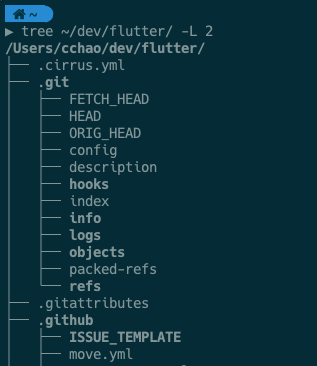 ~
▶ tree ~/dev/flutter/ -L 2
/Users/cchao/dev/flutter/
├── .cirrus.yml
├── .git
│   ├── FETCH_HEAD
│   ├── HEAD
│   ├── ORIG_HEAD
│   ├── config
│   ├── description
│   ├── hooks
│   ├── index
│   ├── info
│   ├── logs
│   ├── objects
│   ├── packed-refs
│   └── refs
├── .gitattributes
├── .github
│   ├── ISSUE_TEMPLATE
│   ├── move.yml